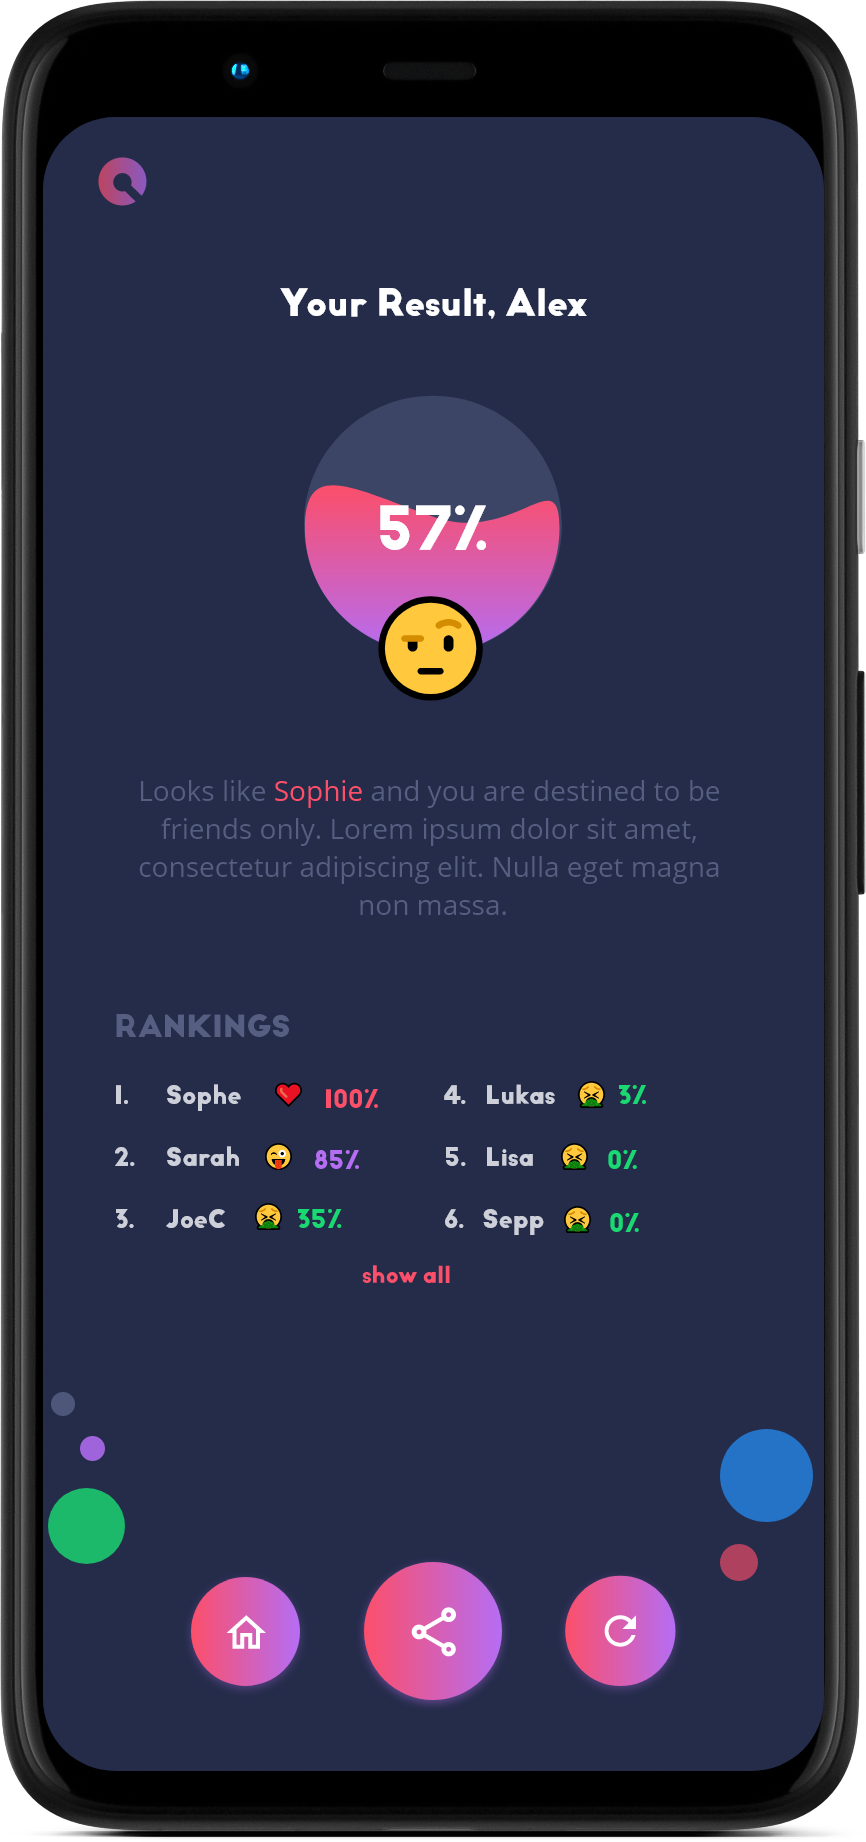 Your Result, Alex
57%
Looks like Sophie and you are destined to be
friends only. Lorem ipsum dolor sit amet,
consectetur adipiscing elit. Nulla eget magna
non massa.
RANKINGS
1. Sophe ❤️ 100%
2. Sarah 😜 85%
3. JoeC 🤮 35%
4. Lukas 🤮 3%
5. Lisa 🤮 0%
6. Sepp 🤮 0%
show all